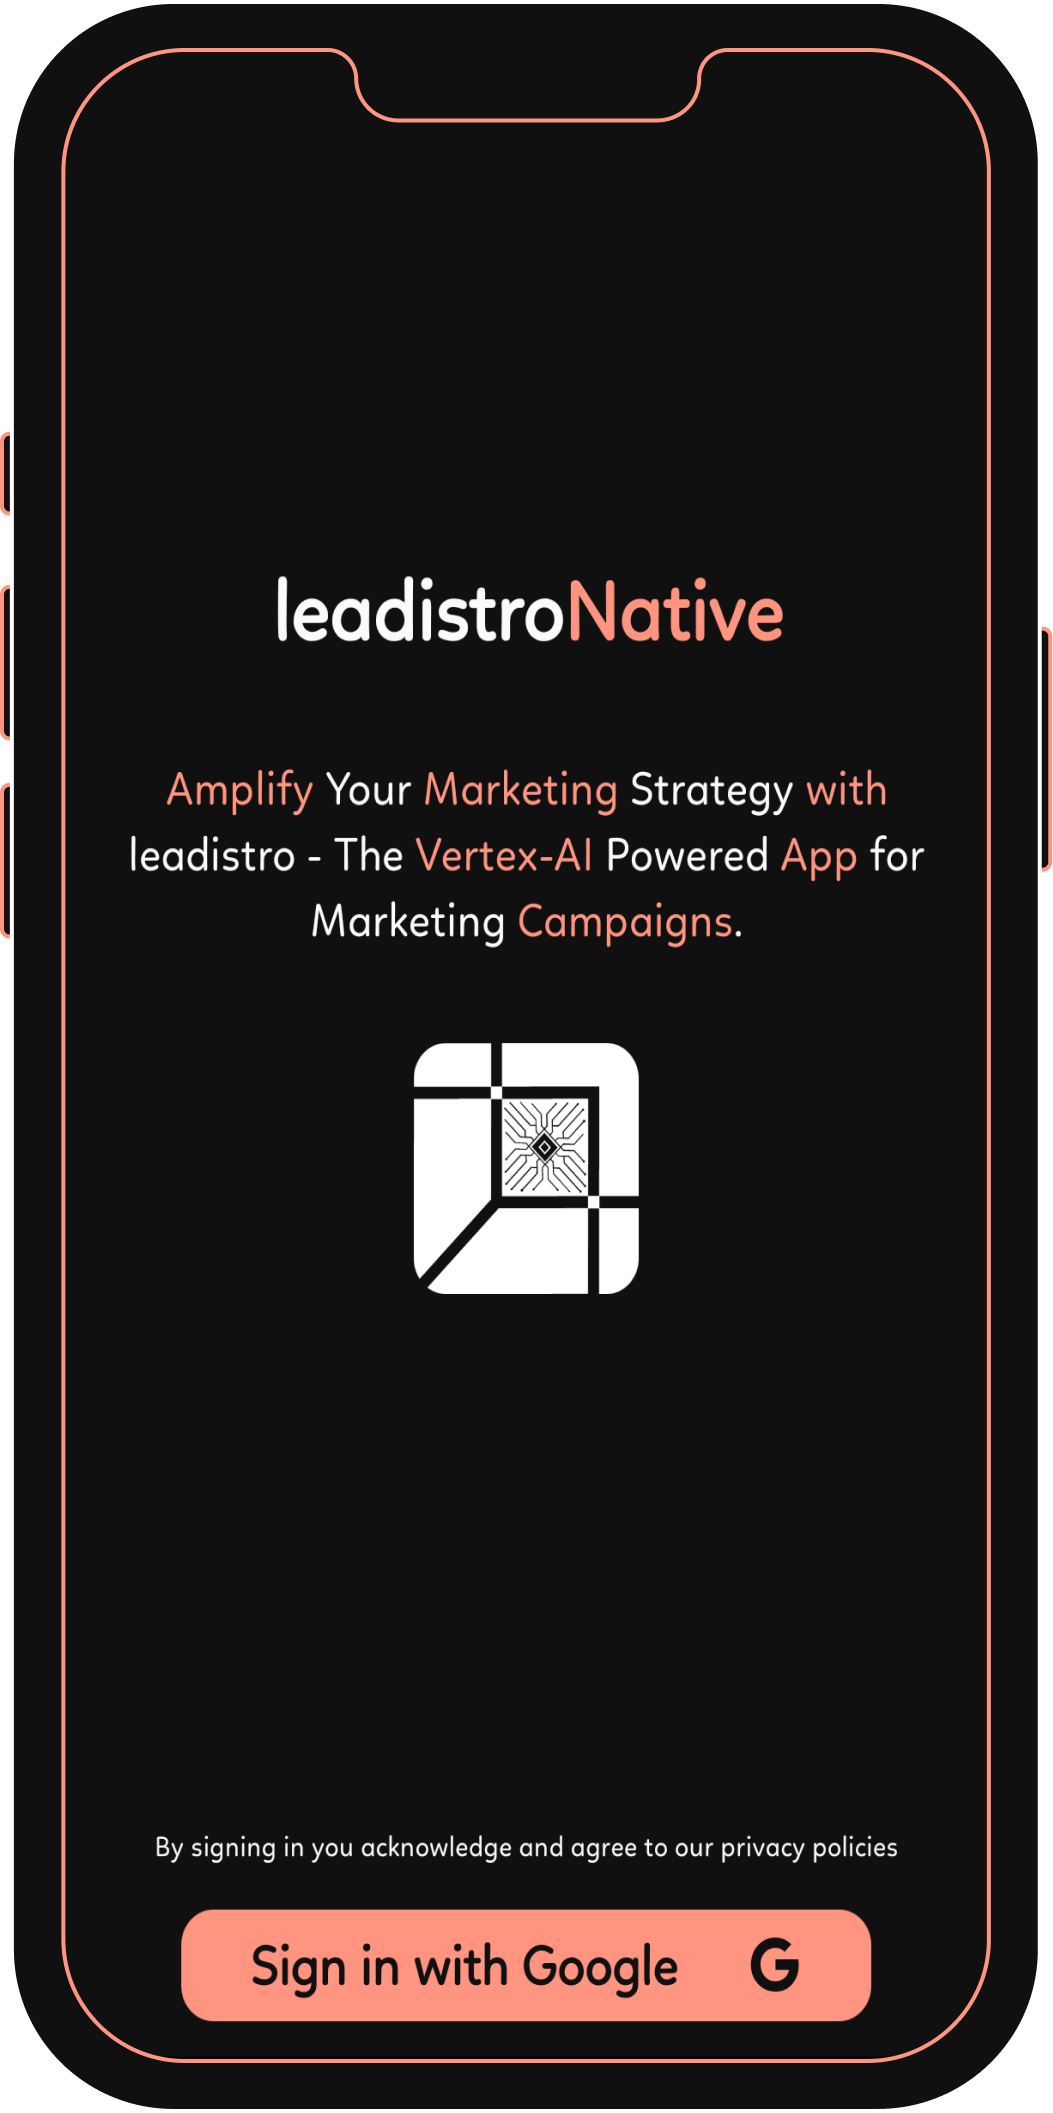 leadistroNative
Amplify Your Marketing Strategy with
leadistro - The Vertex-AI Powered App for
Marketing Campaigns.
By signing in you acknowledge and agree to our privacy policies
Sign in with Google G